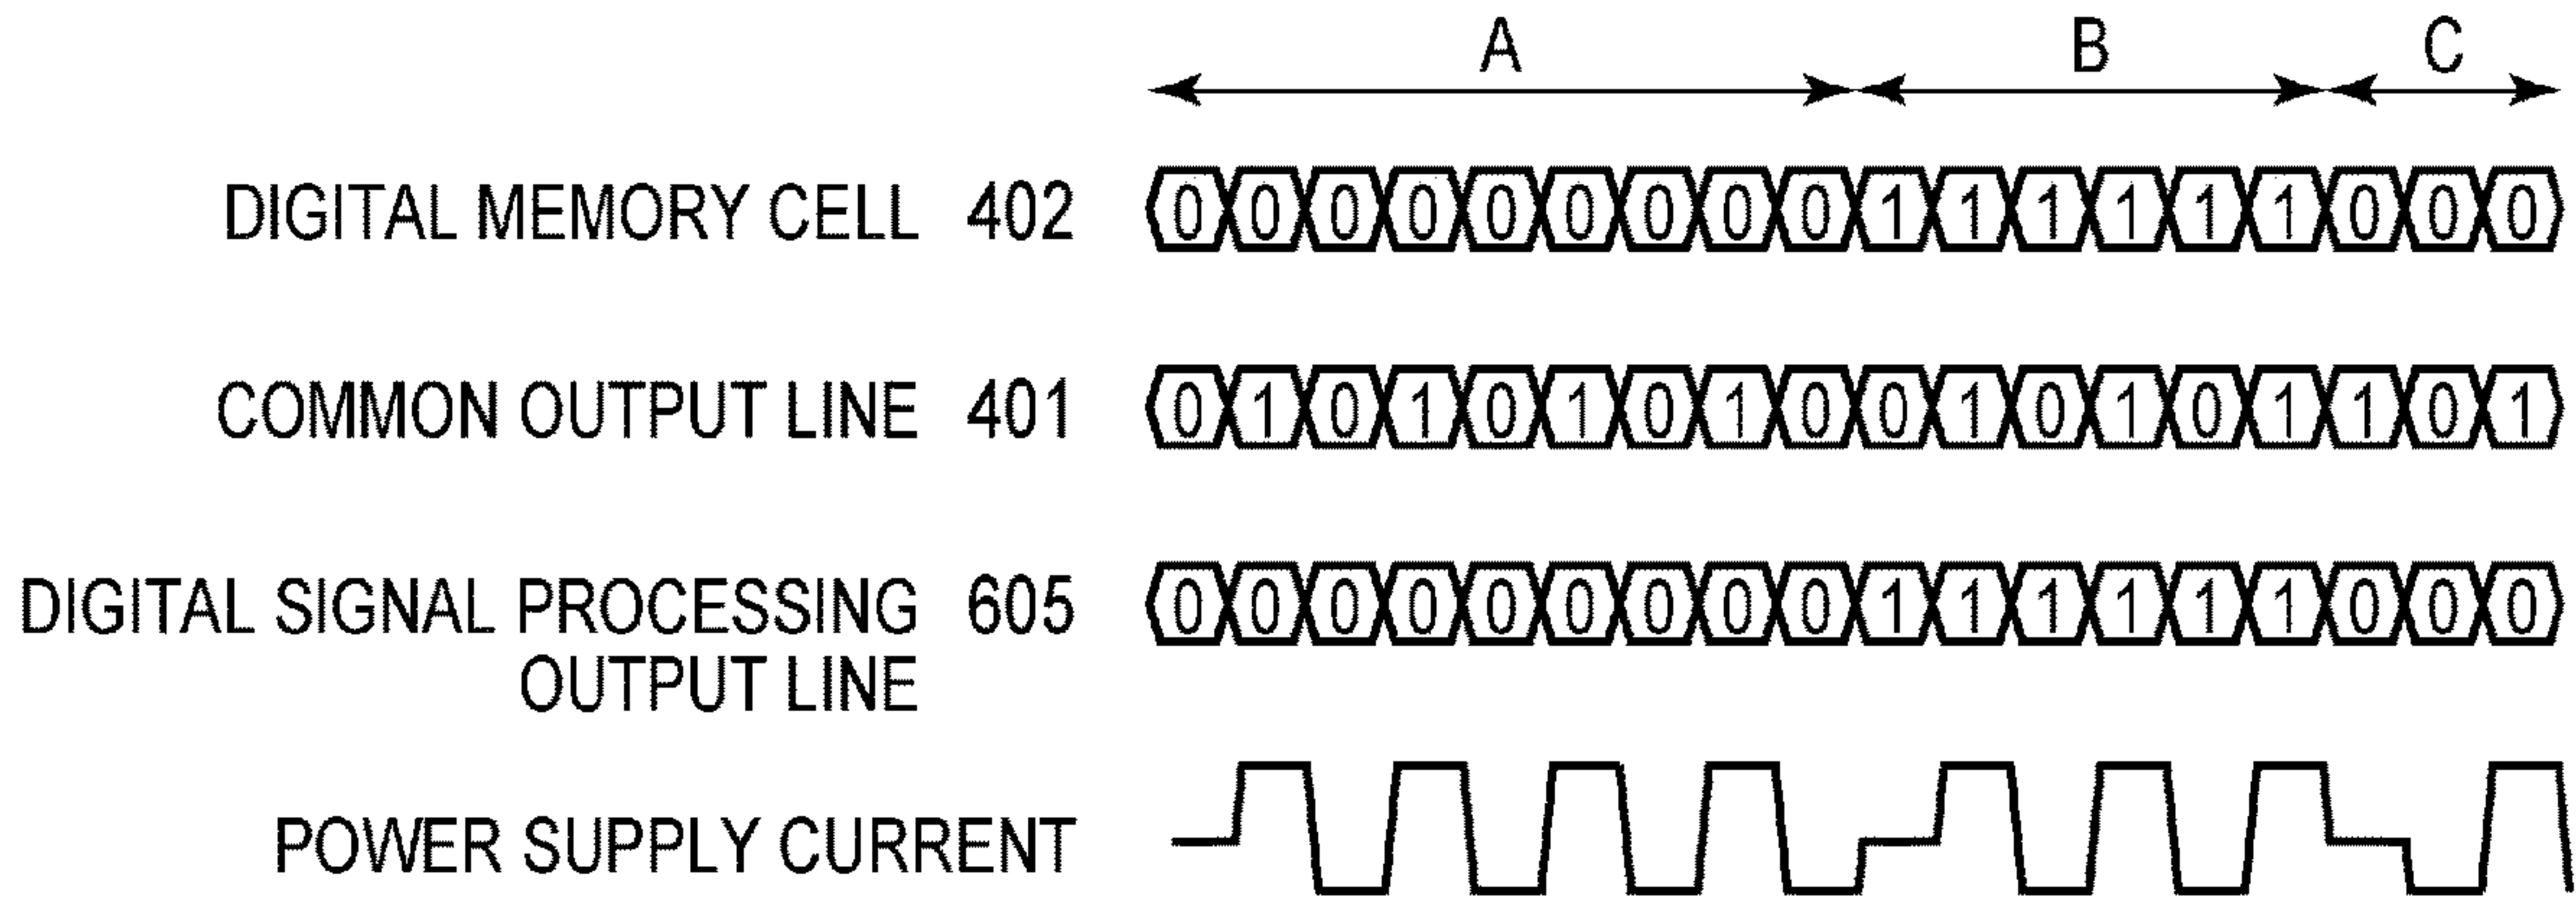 A B C
DIGITAL MEMORY CELL 402 0 0 0 0 0 0 0 0 0 1 1 1 1 1 1 0 0 0
COMMON OUTPUT LINE 401 0 1 0 1 0 1 0 1 0 0 1 0 1 0 1 1 0 1
DIGITAL SIGNAL PROCESSING 605 0 0 0 0 0 0 0 0 0 1 1 1 1 1 1 0 0 0
OUTPUT LINE
POWER SUPPLY CURRENT